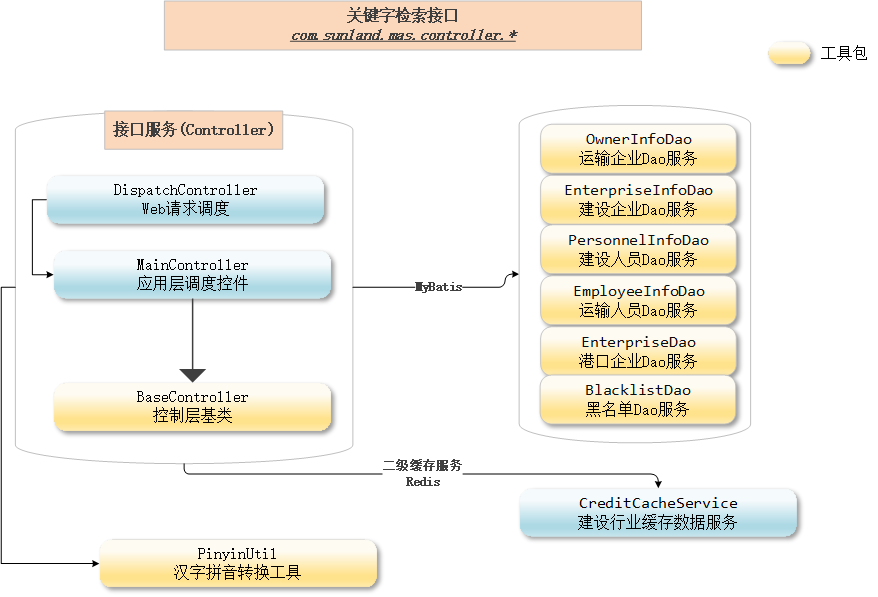 关键字检索接口
com.sunland.mas.controller.*
工具包
接口服务(Controller)
DispatchController
Web请求调度
MainController
应用层调度控件
BaseController
控制层基类
MyBatis
OwnerInfoDao
运输企业Dao服务
EnterpriseInfoDao
建设企业Dao服务
PersonnelInfoDao
建设人员Dao服务
EmployeeInfoDao
运输人员Dao服务
EnterpriseDao
港口企业Dao服务
BlacklistDao
黑名单Dao服务
二级缓存服务
Redis
CreditCacheService
建设行业缓存数据服务
PinyinUtil
汉字拼音转换工具